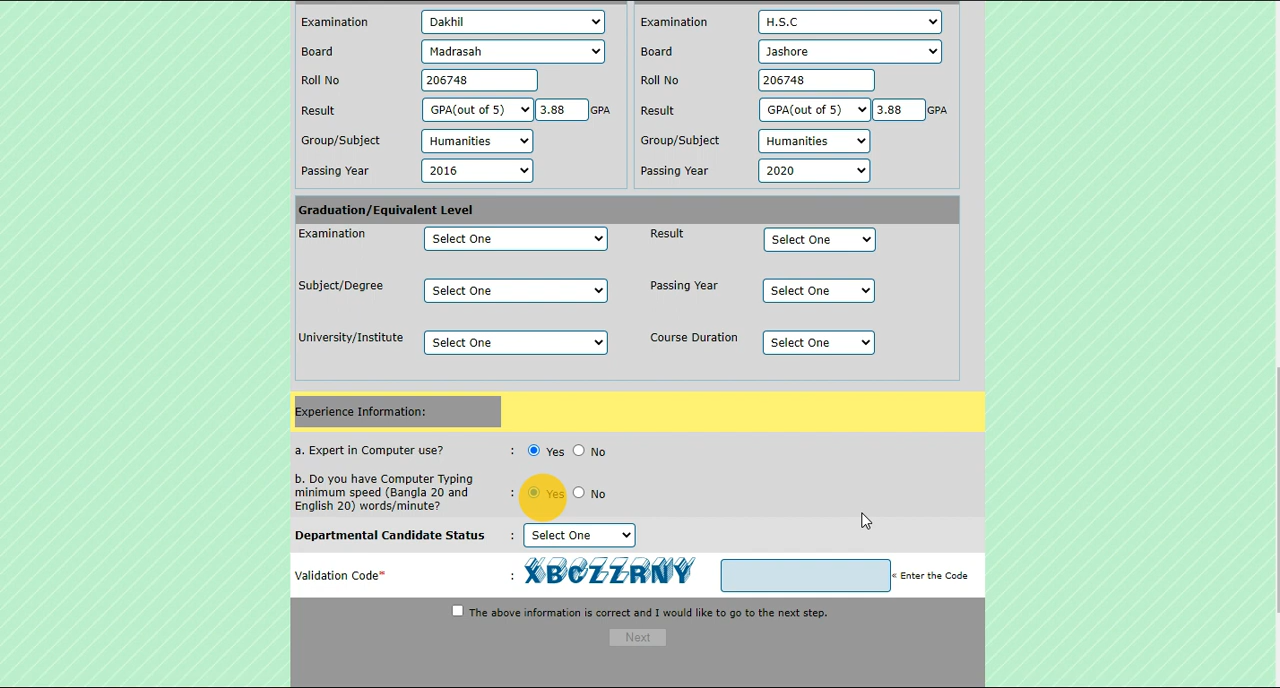 Examination Dakhil Examination H.S.C
Board Madrasah Board Jashore
Roll No 206748 Roll No 206748
Result GPA(out of 5) 3.88 GPA Result GPA(out of 5) 3.88 GPA
Group/Subject Humanities Group/Subject Humanities
Passing Year 2016 Passing Year 2020
Graduation/Equivalent Level
Examination Select One Result Select One
Subject/Degree Select One Passing Year Select One
University/Institute Select One Course Duration Select One
Experience Information:
a. Expert in Computer use? : Yes No
b. Do you have Computer Typing
minimum speed (Bangla 20 and : Yes No
English 20) words/minute?
Departmental Candidate Status : Select One
Validation Code* : XBCZZRNY « Enter the Code
The above information is correct and I would like to go to the next step.
Next